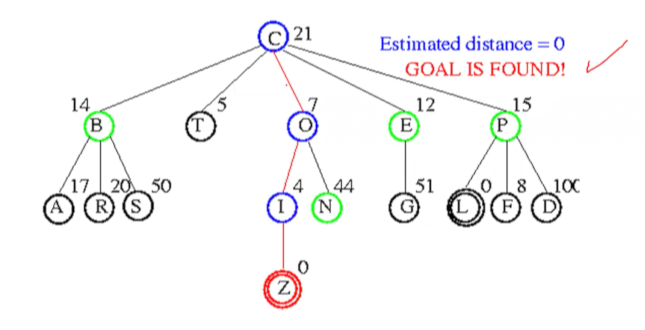 C 21
Estimated distance = 0
GOAL IS FOUND!
14 5 7 12 15
B T O E P
17 20 50 4 44 51 0 8 100
A R S I N G L F D
0
Z